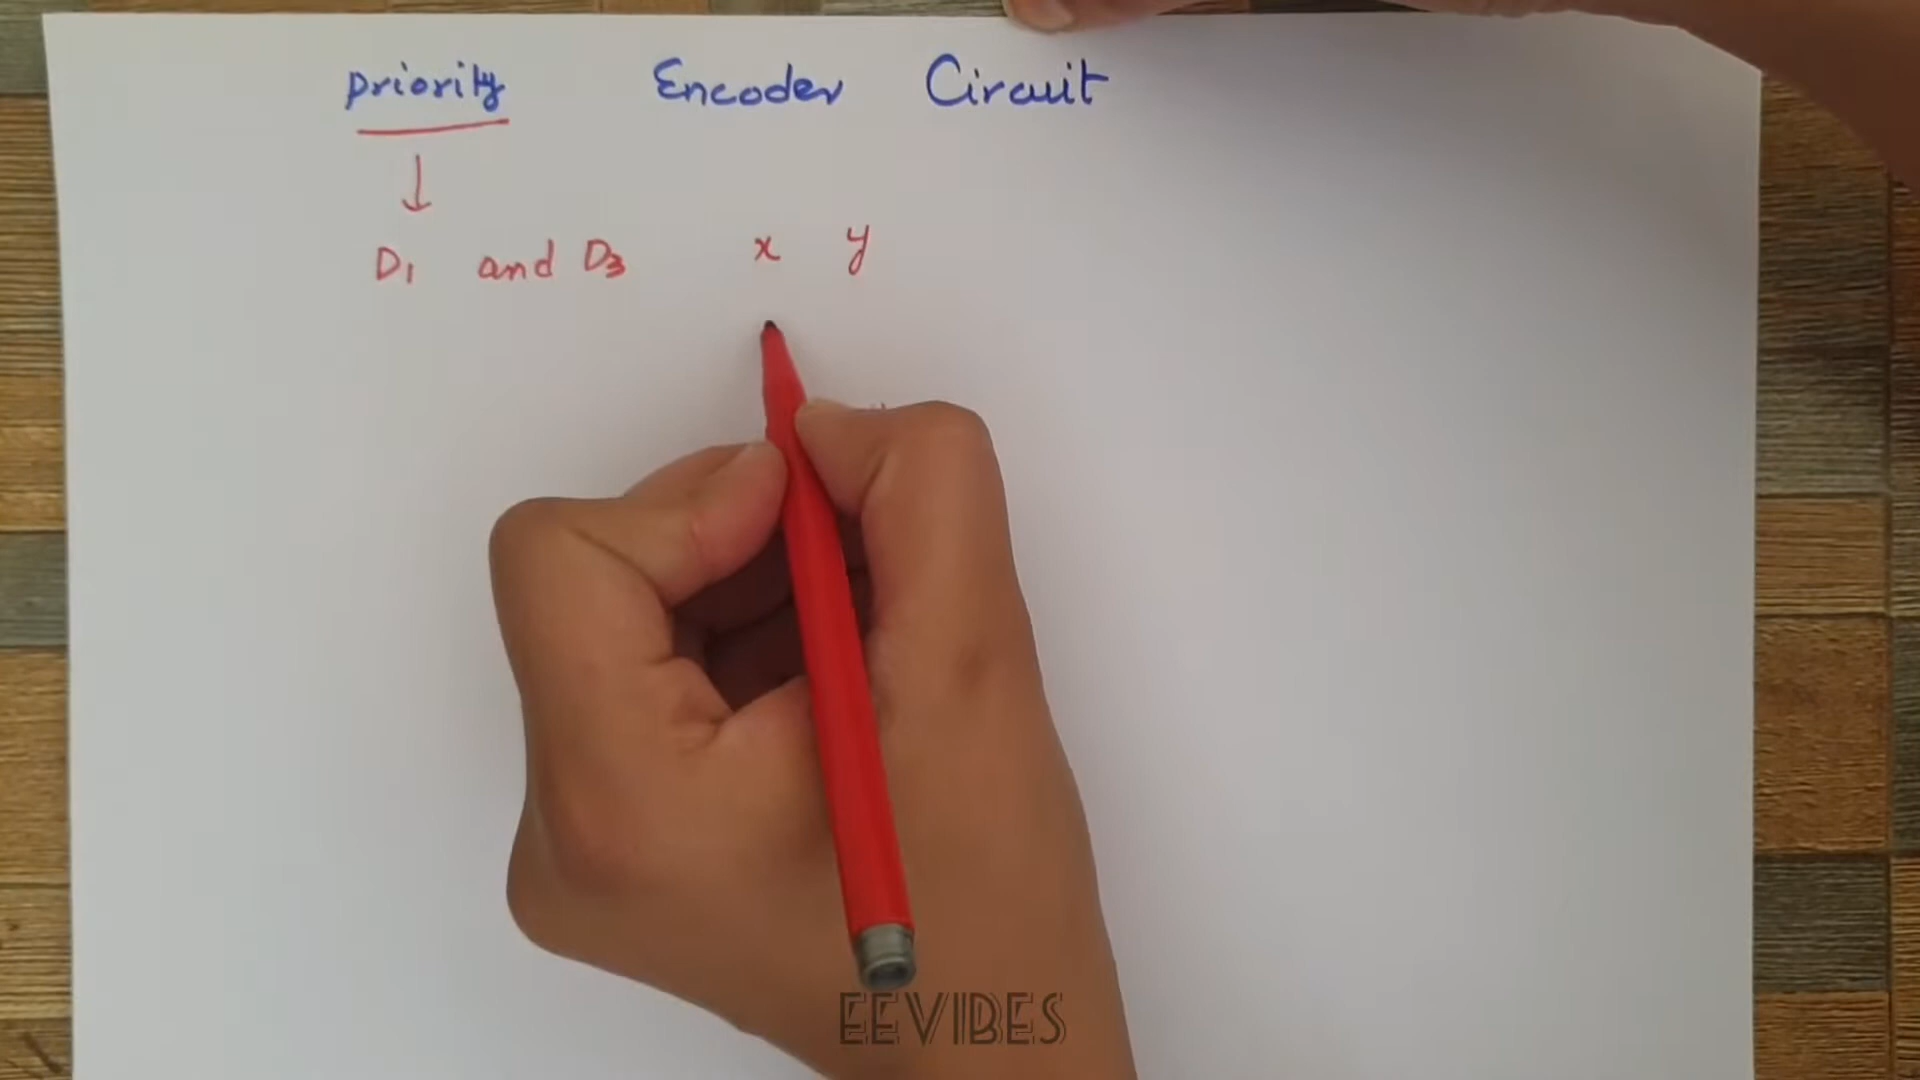 priority Encoder Circuit
↓
D₁ and D₃ x y
EEVIBES